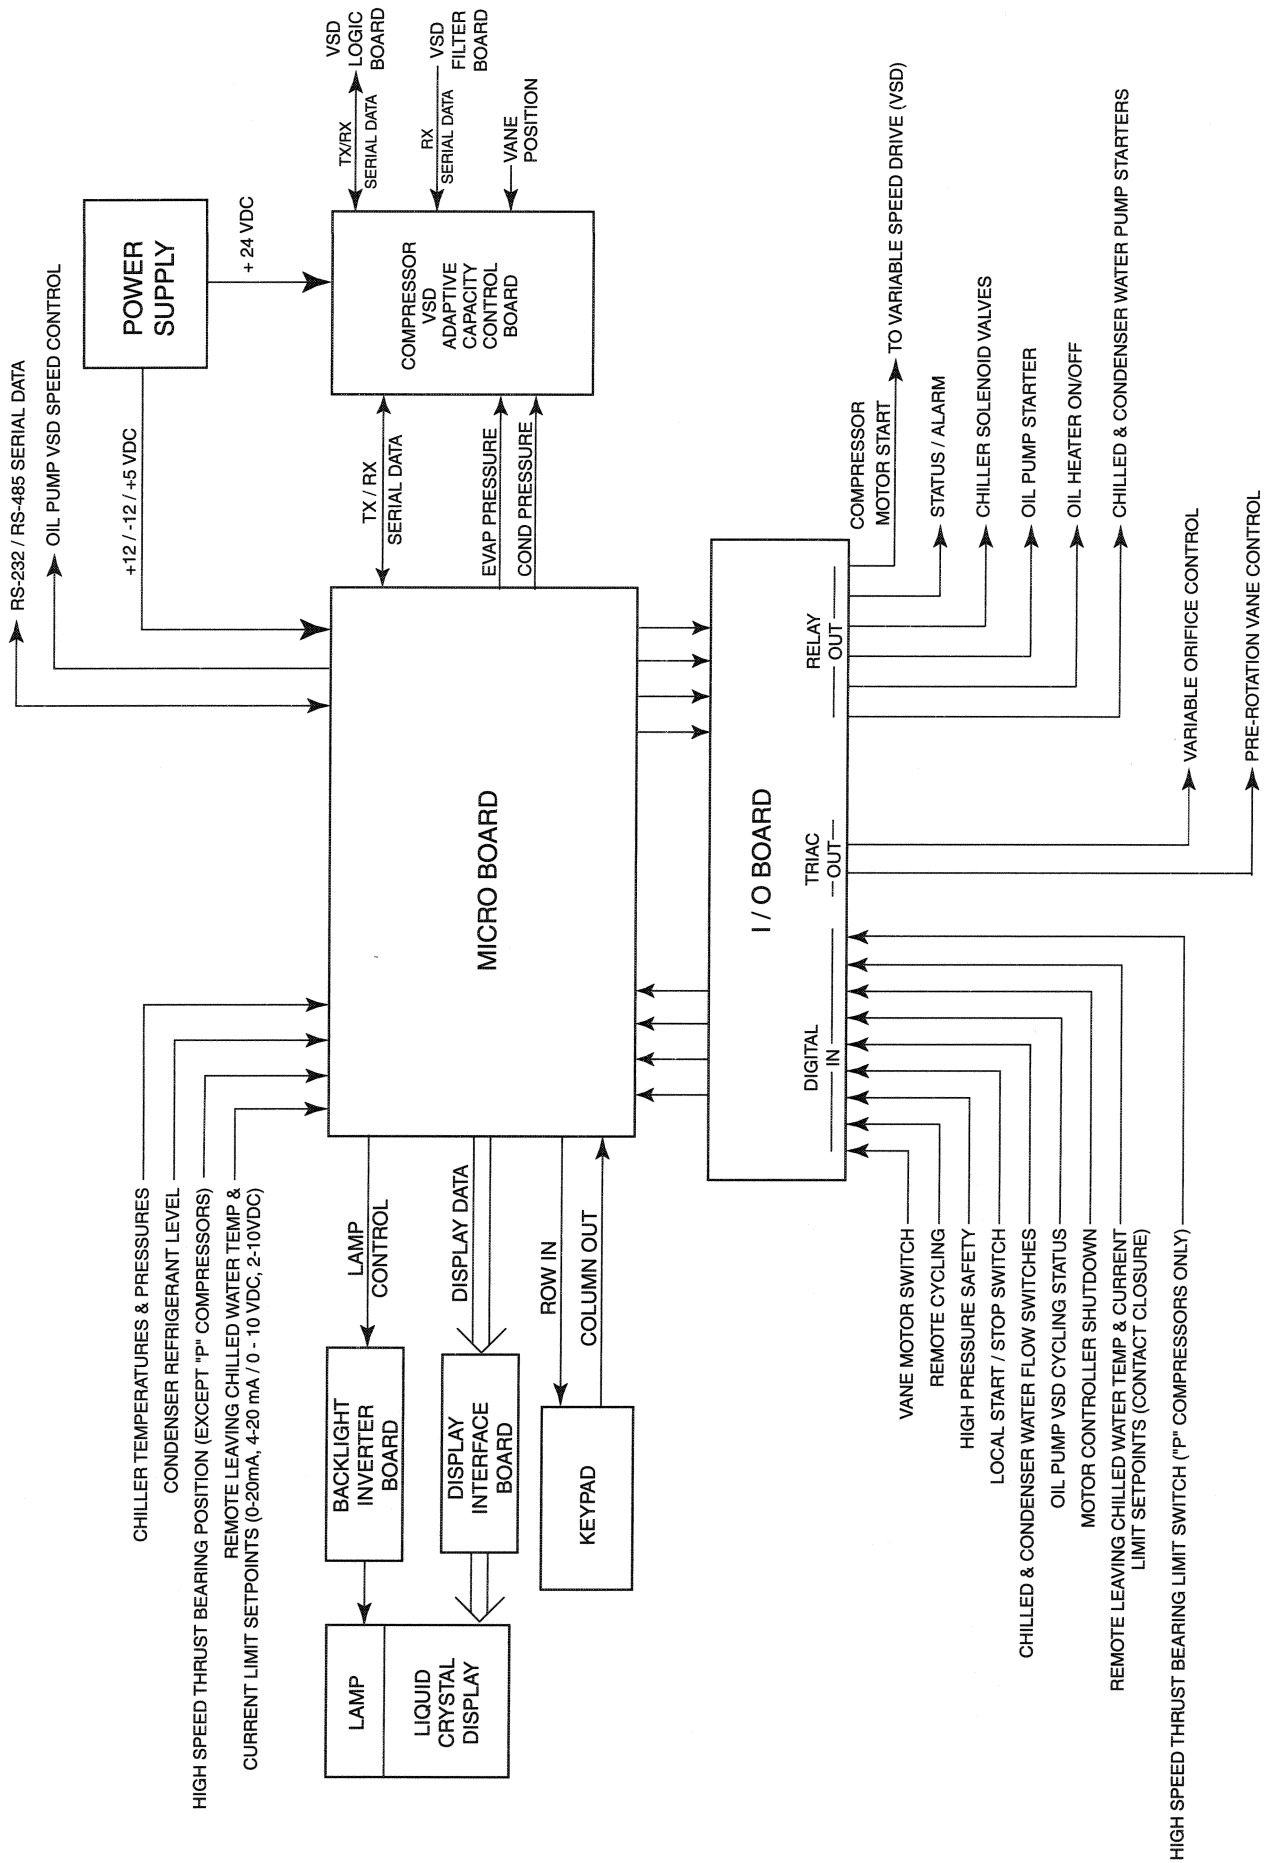 RS-232 / RS-485 SERIAL DATA
OIL PUMP VSD SPEED CONTROL
+12 / -12 / +5 VDC
POWER
SUPPLY
+ 24 VDC
CHILLER TEMPERATURES & PRESSURES
CONDENSER REFRIGERANT LEVEL
HIGH SPEED THRUST BEARING POSITION (EXCEPT "P" COMPRESSORS)
REMOTE LEAVING CHILLED WATER TEMP &
CURRENT LIMIT SETPOINTS (0-20mA, 4-20 mA / 0 - 10 VDC, 2-10VDC)
LAMP
LIQUID
CRYSTAL
DISPLAY
BACKLIGHT
INVERTER
BOARD
DISPLAY
INTERFACE
BOARD
KEYPAD
LAMP
CONTROL
DISPLAY DATA
ROW IN
COLUMN OUT
MICRO BOARD
TX / RX
SERIAL DATA
EVAP PRESSURE
COND PRESSURE
COMPRESSOR
VSD
ADAPTIVE
CAPACITY
CONTROL
BOARD
TX/RX
SERIAL DATA
VSD
LOGIC
BOARD
RX
SERIAL DATA
VSD
FILTER
BOARD
VANE
POSITION
I / O BOARD
DIGITAL
IN
TRIAC
OUT
RELAY
OUT
COMPRESSOR
MOTOR START
TO VARIABLE SPEED DRIVE (VSD)
STATUS / ALARM
CHILLER SOLENOID VALVES
OIL PUMP STARTER
OIL HEATER ON/OFF
CHILLED & CONDENSER WATER PUMP STARTERS
VARIABLE ORIFICE CONTROL
PRE-ROTATION VANE CONTROL
VANE MOTOR SWITCH
REMOTE CYCLING
HIGH PRESSURE SAFETY
LOCAL START / STOP SWITCH
CHILLED & CONDENSER WATER FLOW SWITCHES
OIL PUMP VSD CYCLING STATUS
MOTOR CONTROLLER SHUTDOWN
REMOTE LEAVING CHILLED WATER TEMP & CURRENT
LIMIT SETPOINTS (CONTACT CLOSURE)
HIGH SPEED THRUST BEARING LIMIT SWITCH ("P" COMPRESSORS ONLY)